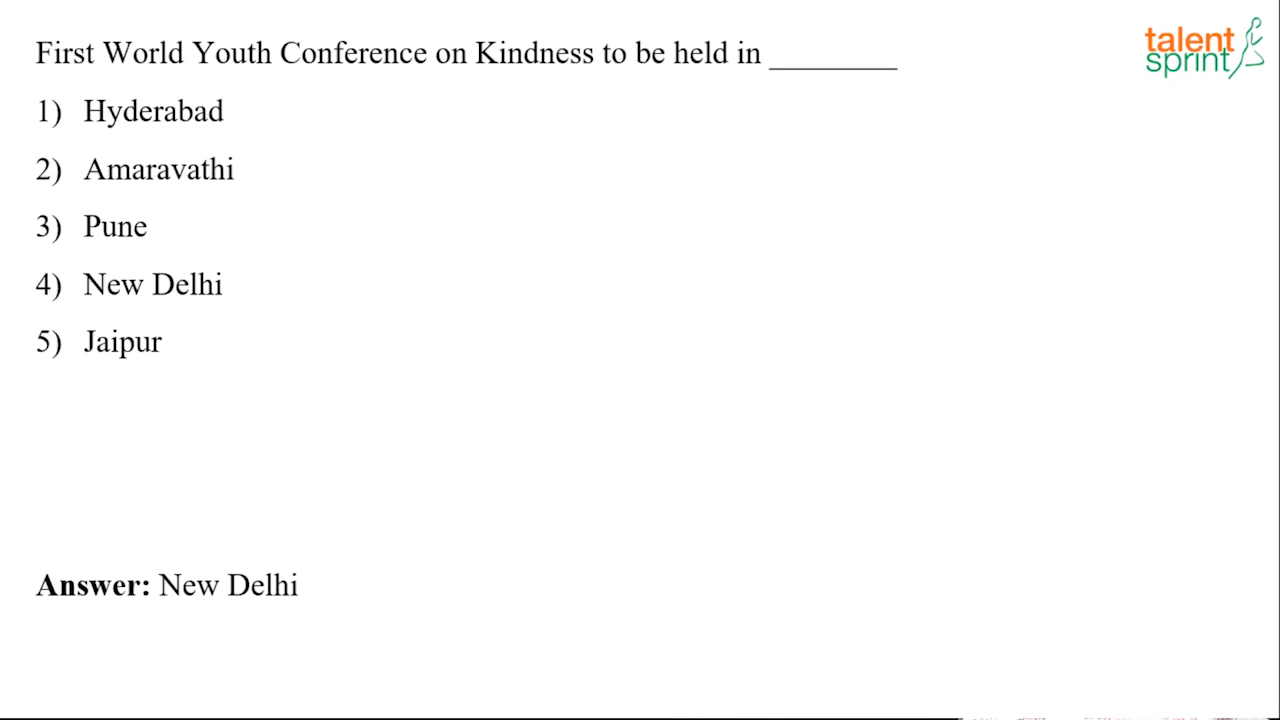 First World Youth Conference on Kindness to be held in ________
talent
sprint
1) Hyderabad
2) Amaravathi
3) Pune
4) New Delhi
5) Jaipur
Answer: New Delhi